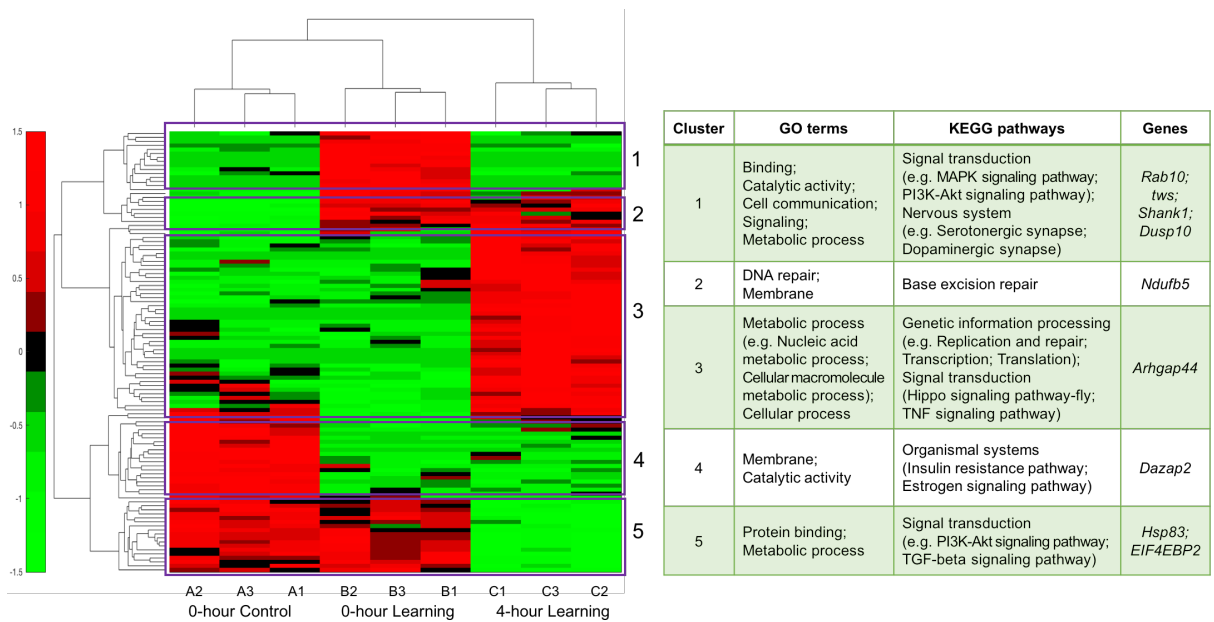 1.5
1
0.5
0
-0.5
-1
-1.5
1
2
3
4
5
A2 A3 A1 B2 B3 B1 C1 C3 C2
0-hour Control 0-hour Learning 4-hour Learning
Cluster GO terms KEGG pathways Genes
1
Binding;
Catalytic activity;
Cell communication;
Signaling;
Metabolic process
Signal transduction
(e.g. MAPK signaling pathway;
PI3K-Akt signaling pathway);
Nervous system
(e.g. Serotonergic synapse;
Dopaminergic synapse)
Rab10;
tws;
Shank1;
Dusp10
2
DNA repair;
Membrane
Base excision repair
Ndufb5
3
Metabolic process
(e.g. Nucleic acid
metabolic process;
Cellular macromolecule
metabolic process);
Cellular process
Genetic information processing
(e.g. Replication and repair;
Transcription; Translation);
Signal transduction
(Hippo signaling pathway-fly;
TNF signaling pathway)
Arhgap44
4
Membrane;
Catalytic activity
Organismal systems
(Insulin resistance pathway;
Estrogen signaling pathway)
Dazap2
5
Protein binding;
Metabolic process
Signal transduction
(e.g. PI3K-Akt signaling pathway;
TGF-beta signaling pathway)
Hsp83;
EIF4EBP2